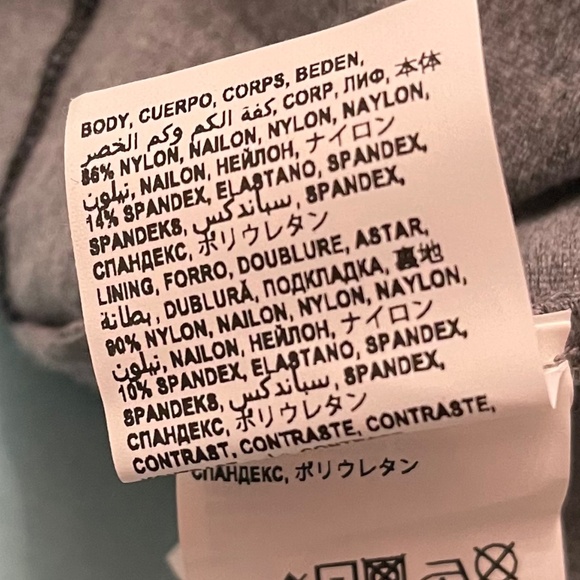 BODY, CUERPO, CORPS, BEDEN,
كفة الكم وكم الخصر, CORP, ЛИФ, 本体
86% NYLON, NAILON, NYLON, NAYLON,
نيلون, NAILON, НЕЙЛОН, ナイロン
14% SPANDEX, ELASTANO, SPANDEX,
SPANDEKS, سباندكس, SPANDEX,
СПАНДЕКС, ポリウレタン
LINING, FORRO, DOUBLURE, ASTAR,
بطانة, DUBLURĂ, ПОДКЛАДКА, 裏地
90% NYLON, NAILON, NYLON, NAYLON,
نيلون, NAILON, НЕЙЛОН, ナイロン
10% SPANDEX, ELASTANO, SPANDEX,
SPANDEKS, سباندكس, SPANDEX,
СПАНДЕКС, ポリウレタン
CONTRAST, CONTRASTE, CONTRASTE,
СПАНДЕКС, ポリウレタン